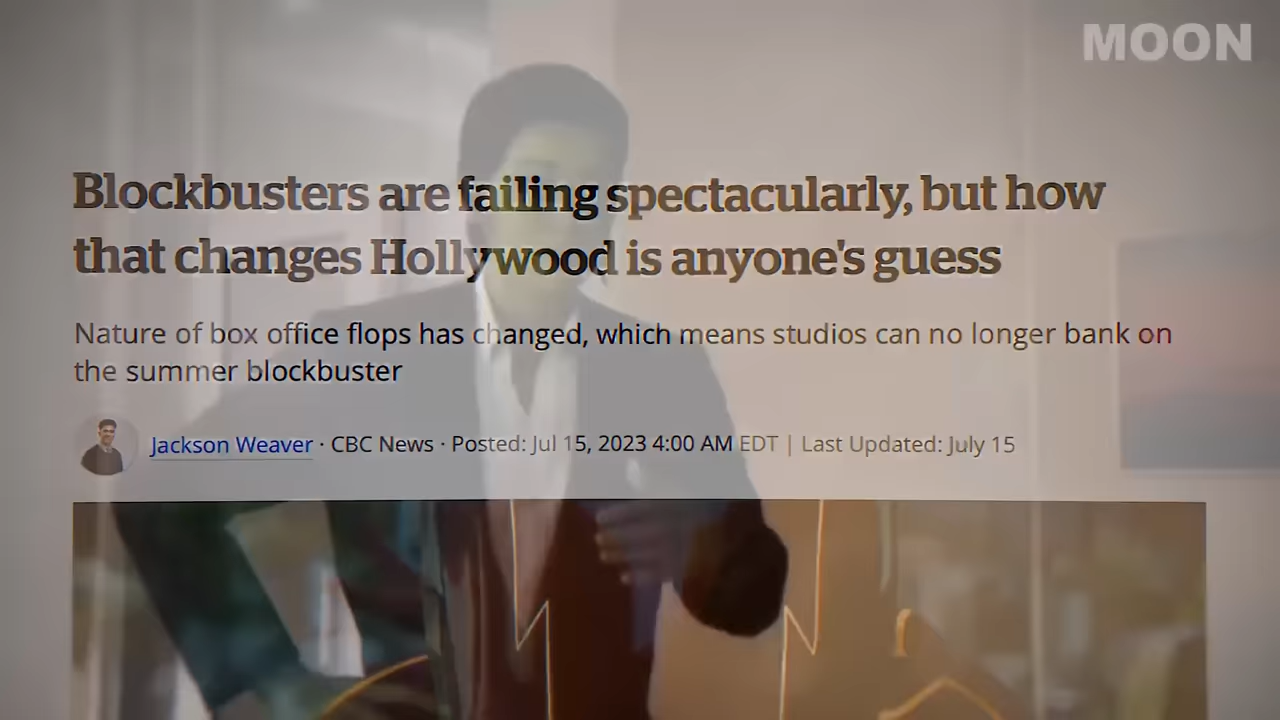 MOON
Blockbusters are failing spectacularly, but how
that changes Hollywood is anyone's guess
Nature of box office flops has changed, which means studios can no longer bank on
the summer blockbuster
Jackson Weaver · CBC News · Posted: Jul 15, 2023 4:00 AM EDT | Last Updated: July 15